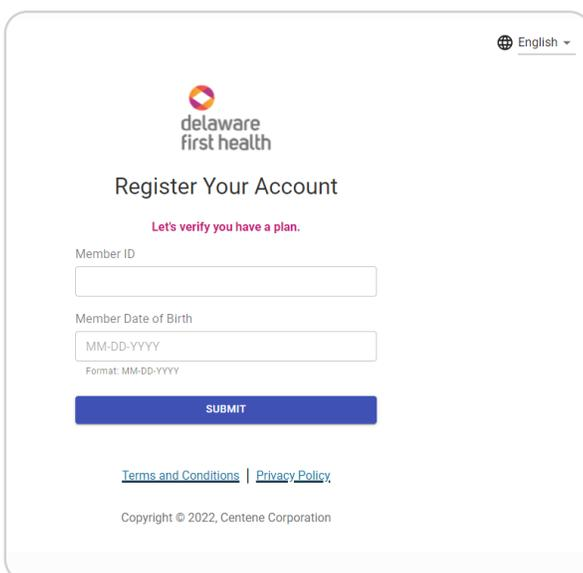 English
delaware
first health
Register Your Account
Let's verify you have a plan.
Member ID
Member Date of Birth
MM-DD-YYYY
Format: MM-DD-YYYY
SUBMIT
Terms and Conditions | Privacy Policy
Copyright © 2022, Centene Corporation